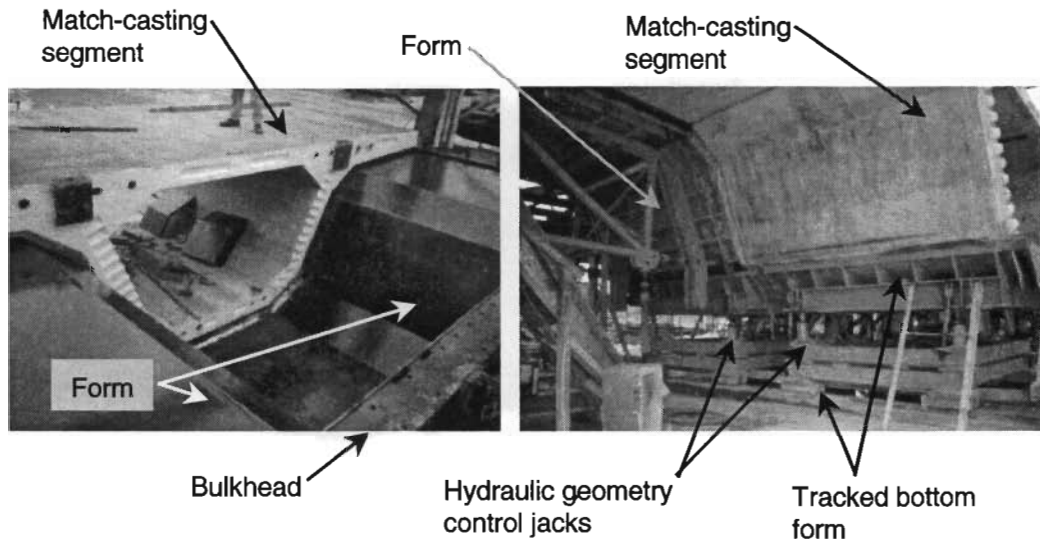 Match-casting
segment
Form
Match-casting
segment
Form
Bulkhead
Hydraulic geometry
control jacks
Tracked bottom
form